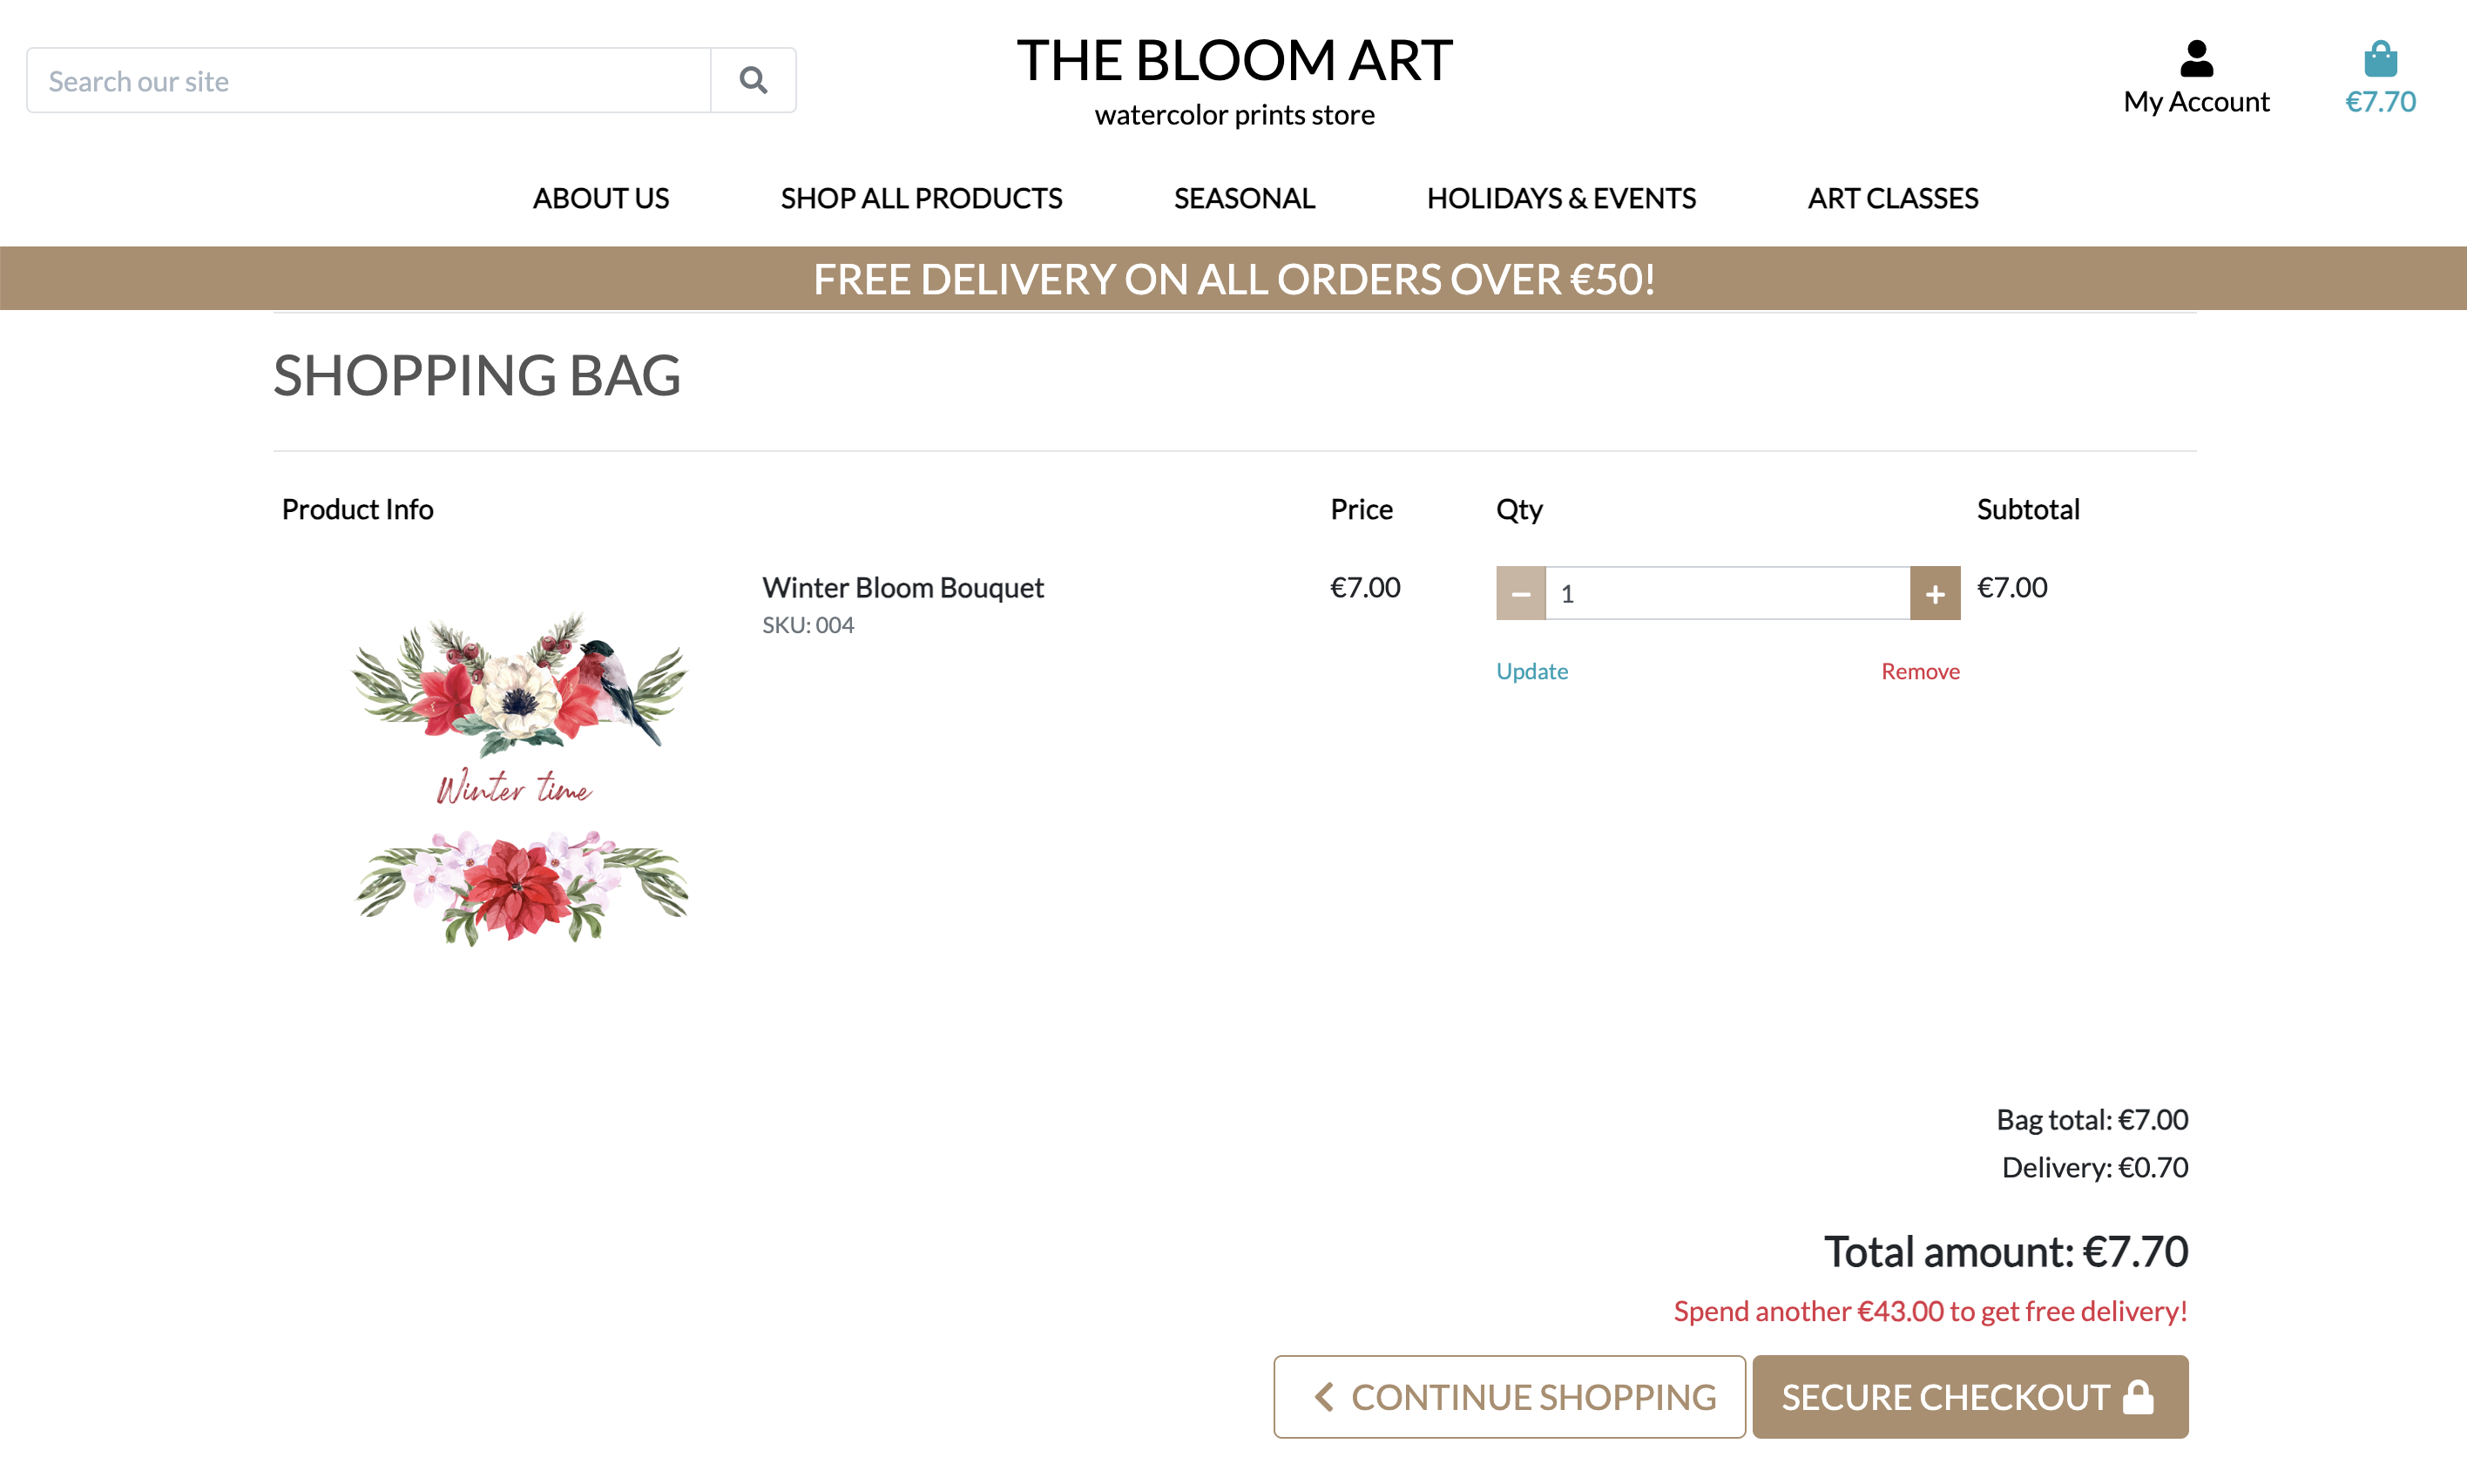 Search our site
THE BLOOM ART
watercolor prints store
My Account
€7.70
ABOUT US
SHOP ALL PRODUCTS
SEASONAL
HOLIDAYS & EVENTS
ART CLASSES
FREE DELIVERY ON ALL ORDERS OVER €50!
SHOPPING BAG
Product Info
Price
Qty
Subtotal
Winter Bloom Bouquet
SKU: 004
€7.00
1
€7.00
Update
Remove
Winter time
Bag total: €7.00
Delivery: €0.70
Total amount: €7.70
Spend another €43.00 to get free delivery!
CONTINUE SHOPPING
SECURE CHECKOUT